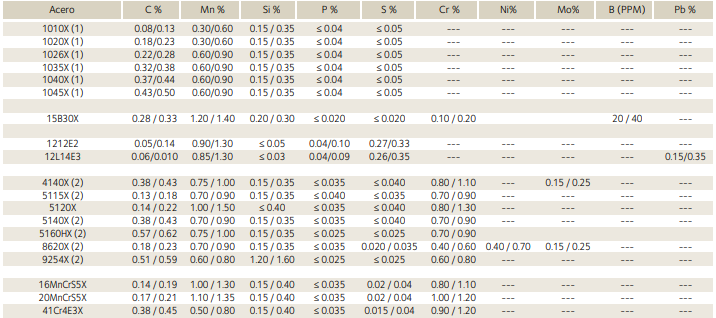 Acero C % Mn % Si % P % S % Cr % Ni% Mo% B (PPM) Pb %
1010X (1) 0.08/0.13 0.30/0.60 0.15 / 0.35 ≤ 0.04 ≤ 0.05 --- --- --- --- ---
1020X (1) 0.18/0.23 0.30/0.60 0.15 / 0.35 ≤ 0.04 ≤ 0.05 --- --- --- --- ---
1026X (1) 0.22/0.28 0.60/0.90 0.15 / 0.35 ≤ 0.04 ≤ 0.05 --- --- --- --- ---
1035X (1) 0.32/0.38 0.60/0.90 0.15 / 0.35 ≤ 0.04 ≤ 0.05 --- --- --- --- ---
1040X (1) 0.37/0.44 0.60/0.90 0.15 / 0.35 ≤ 0.04 ≤ 0.05 --- --- --- --- ---
1045X (1) 0.43/0.50 0.60/0.90 0.15 / 0.35 ≤ 0.04 ≤ 0.05 --- --- --- --- ---
15B30X 0.28 / 0.33 1.20 / 1.40 0.20 / 0.30 ≤ 0.020 ≤ 0.020 0.10 / 0.20 20 / 40 ---
1212E2 0.05/0.14 0.90/1.30 ≤ 0.05 0.04/0.10 0.27/0.33 --- --- --- --- ---
12L14E3 0.06/0.010 0.85/1.30 ≤ 0.03 0.04/0.09 0.26/0.35 --- --- --- --- 0.15/0.35
4140X (2) 0.38 / 0.43 0.75 / 1.00 0.15 / 0.35 ≤ 0.035 ≤ 0.040 0.80 / 1.10 --- 0.15 / 0.25 --- ---
5115X (2) 0.13 / 0.18 0.70 / 0.90 0.15 / 0.35 ≤ 0.040 ≤ 0.035 0.70 / 0.90 --- --- --- ---
5120X 0.14 / 0.22 1.00 / 1.50 ≤ 0.40 ≤ 0.035 ≤ 0.040 0.80 / 1.30 --- --- --- ---
5140X (2) 0.38 / 0.43 0.70 / 0.90 0.15 / 0.35 ≤ 0.035 ≤ 0.040 0.70 / 0.90 --- --- --- ---
5160HX (2) 0.57 / 0.62 0.75 / 1.00 0.15 / 0.35 ≤ 0.025 ≤ 0.025 0.70 / 0.90
8620X (2) 0.18 / 0.23 0.70 / 0.90 0.15 / 0.35 ≤ 0.035 0.020 / 0.035 0.40 / 0.60 0.40 / 0.70 0.15 / 0.25 --- ---
9254X (2) 0.51 / 0.59 0.60 / 0.80 1.20 / 1.60 ≤ 0.025 ≤ 0.025 0.60 / 0.80 --- --- --- ---
16MnCrS5X 0.14 / 0.19 1.00 / 1.30 0.15 / 0.40 ≤ 0.035 0.02 / 0.04 0.80 / 1.10 --- --- --- ---
20MnCrS5X 0.17 / 0.21 1.10 / 1.35 0.15 / 0.40 ≤ 0.035 0.02 / 0.04 1.00 / 1.20 --- --- --- ---
41Cr4E3X 0.38 / 0.45 0.50 / 0.80 0.15 / 0.40 ≤ 0.035 0.015 / 0.04 0.90 / 1.20 --- --- --- ---